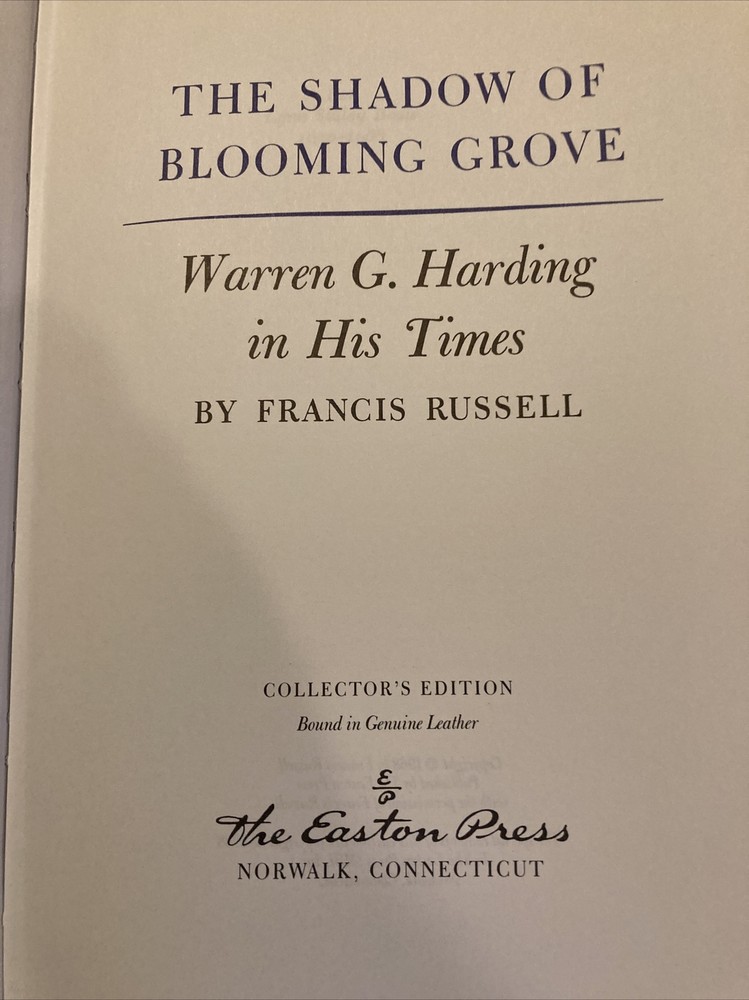 THE SHADOW OF
BLOOMING GROVE
Warren G. Harding
in His Times
BY FRANCIS RUSSELL
COLLECTOR'S EDITION
Bound in Genuine Leather
E
P
The Easton Press
NORWALK, CONNECTICUT